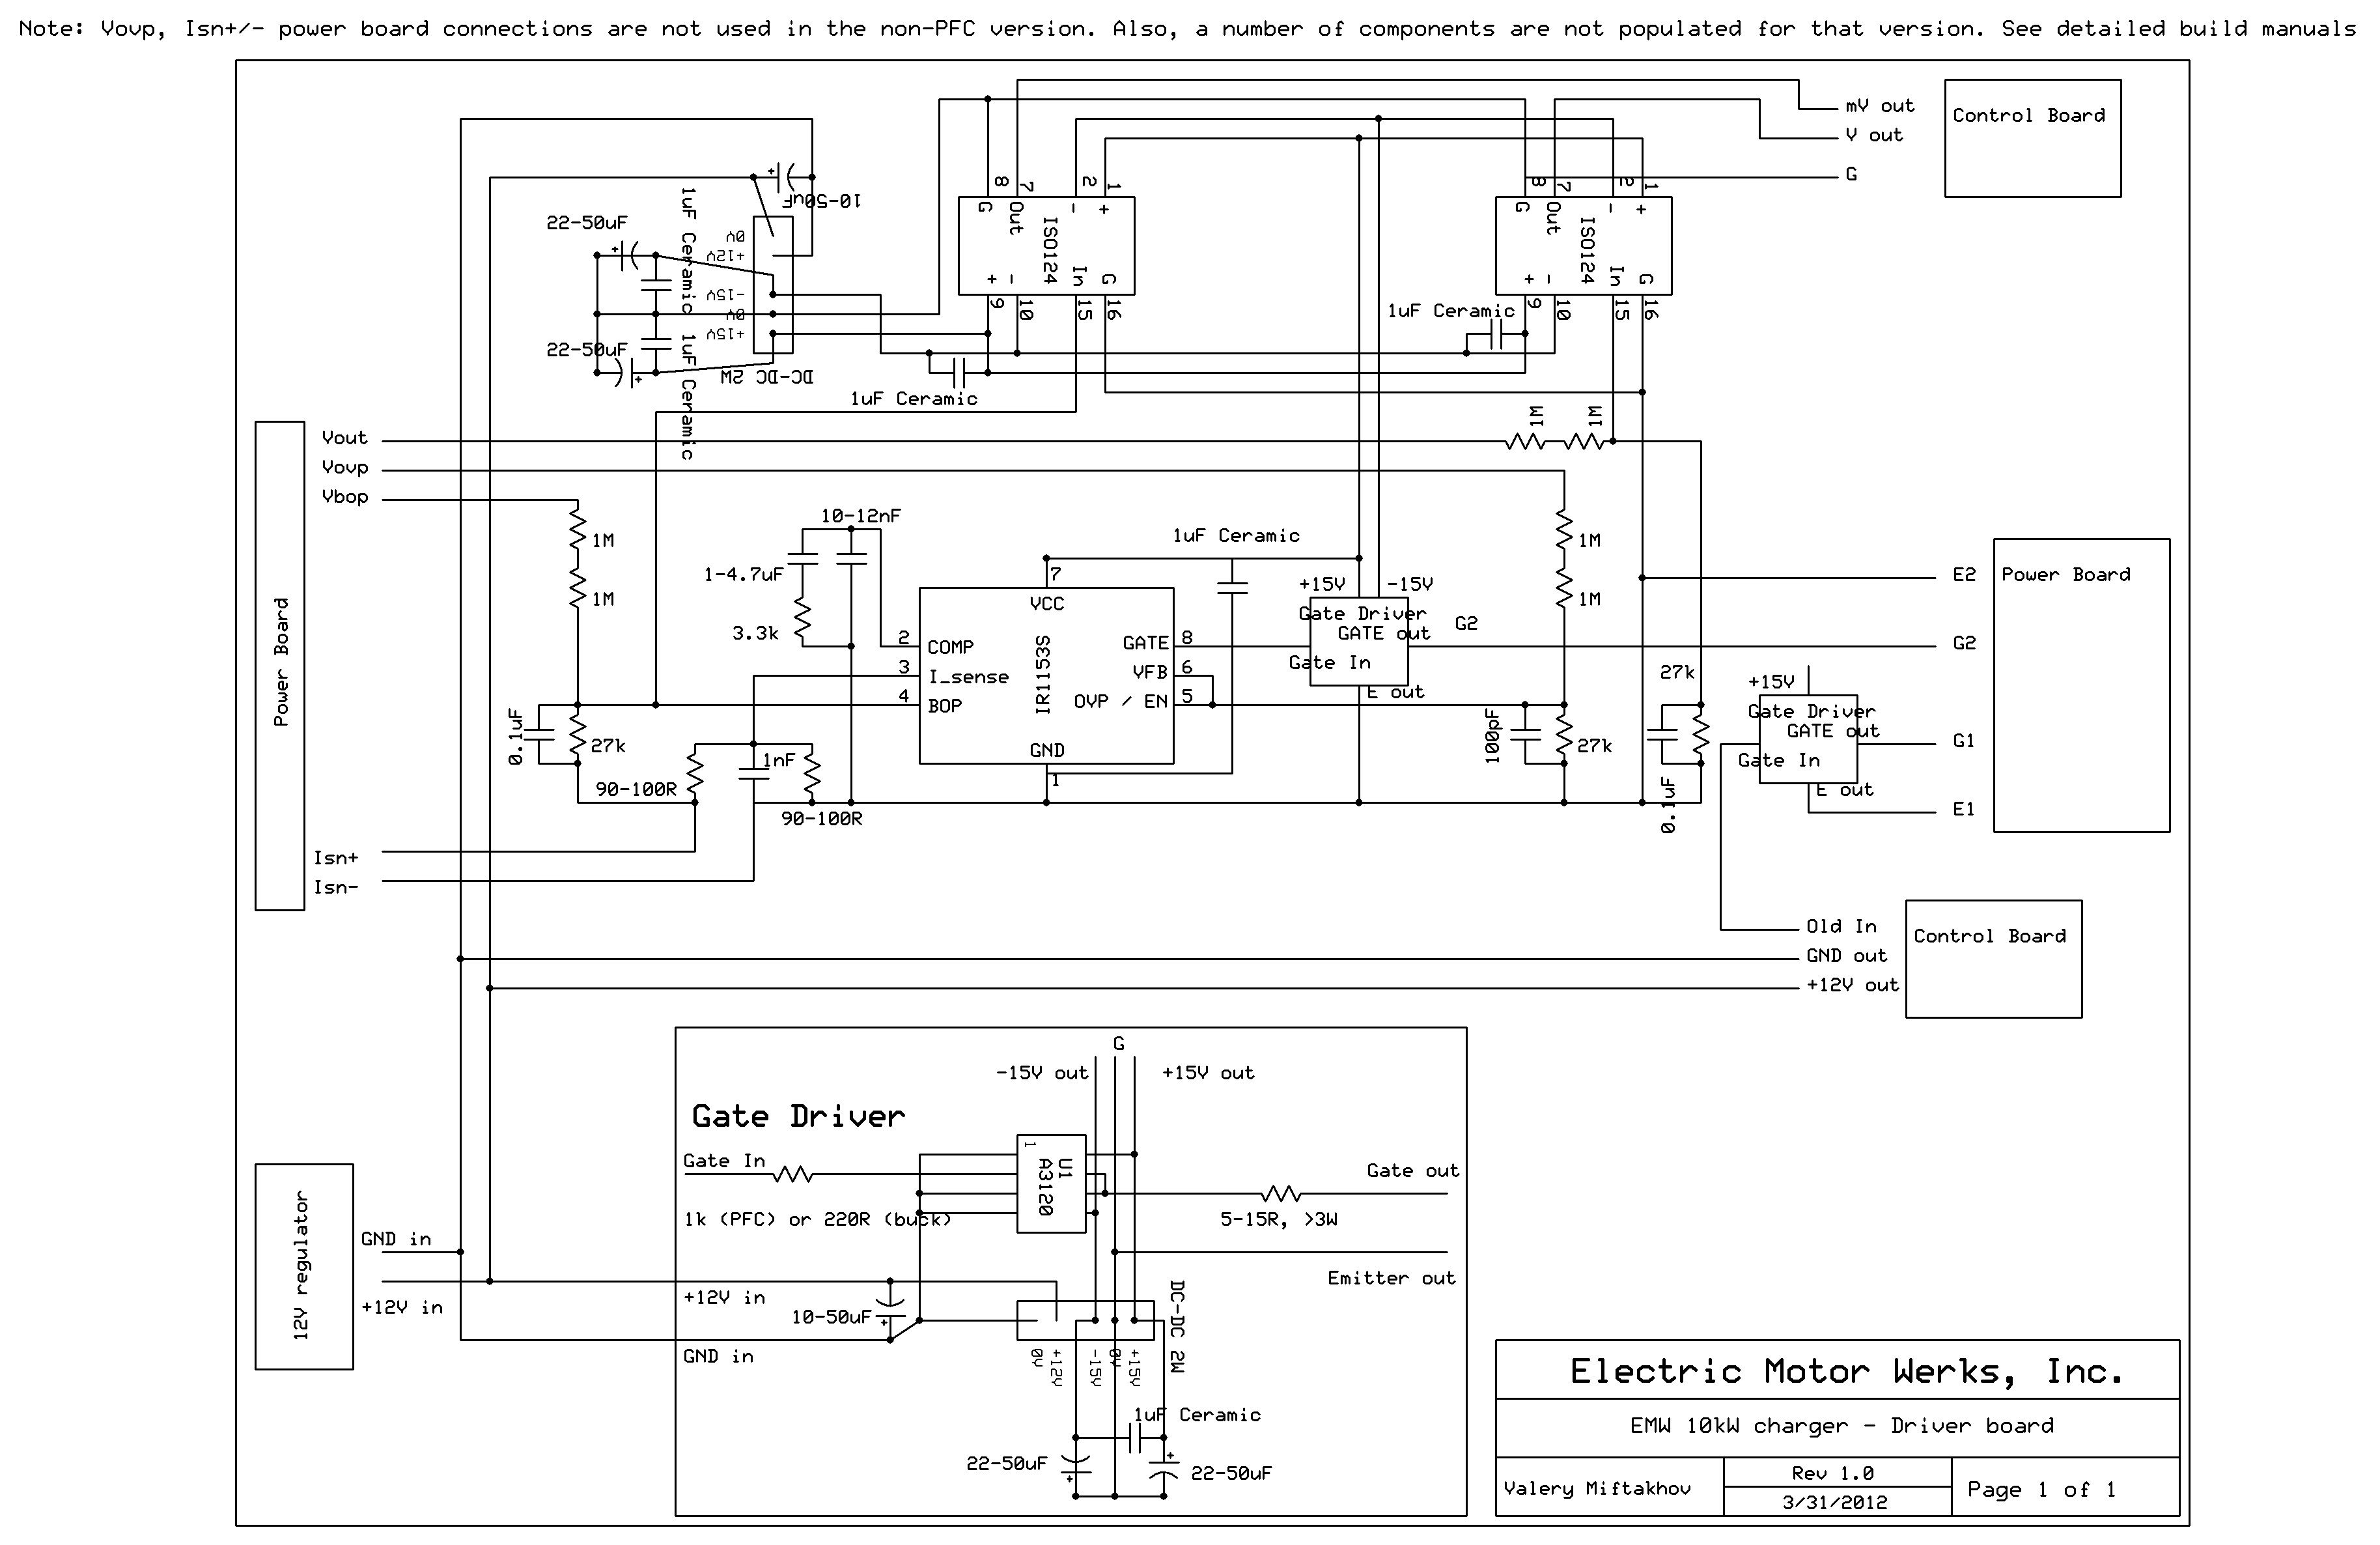 Note: Vovp, Isn+/- power board connections are not used in the non-PFC version. Also, a number of components are not populated for that version. See detailed build manuals
mV out
V out
G
Control Board
10-50uF
22-50uF
1uF Ceramic
0V
+12V
-15V
0V
+15V
22-50uF
1uF Ceramic
DC-DC 2W
8
7
2
1
G
Out
-
+
ISO124
+
-
In
G
9
10
15
16
8
7
2
1
G
Out
-
+
ISO124
+
-
In
G
9
10
15
16
1uF Ceramic
1uF Ceramic
1M
1M
Power Board
Vout
Vovp
Vbop
1M
1M
10-12nF
1-4.7uF
3.3k
1uF Ceramic
7
VCC
2
COMP
3
I_sense
4
BOP
IR1153S
GATE
8
VFB
6
OVP / EN
5
GND
1
+15V
-15V
Gate Driver
GATE out
Gate In
E out
G2
1M
1M
E2
Power Board
G2
27k
+15V
Gate Driver
GATE out
Gate In
E out
G1
E1
0.1uF
27k
90-100R
1nF
90-100R
100pF
27k
0.1uF
Isn+
Isn-
Old In
GND out
+12V out
Control Board
G
-15V out
+15V out
Gate Driver
Gate In
1
U1
A3120
Gate out
1k (PFC) or 220R (buck)
5-15R, >3W
12V regulator
GND in
+12V in
Emitter out
+12V in
10-50uF
GND in
0V
+12V
-15V
0V
+15V
DC-DC 2W
1uF Ceramic
22-50uF
22-50uF
Electric Motor Werks, Inc.
EMW 10kW charger - Driver board
Valery Miftakhov
Rev 1.0
3/31/2012
Page 1 of 1